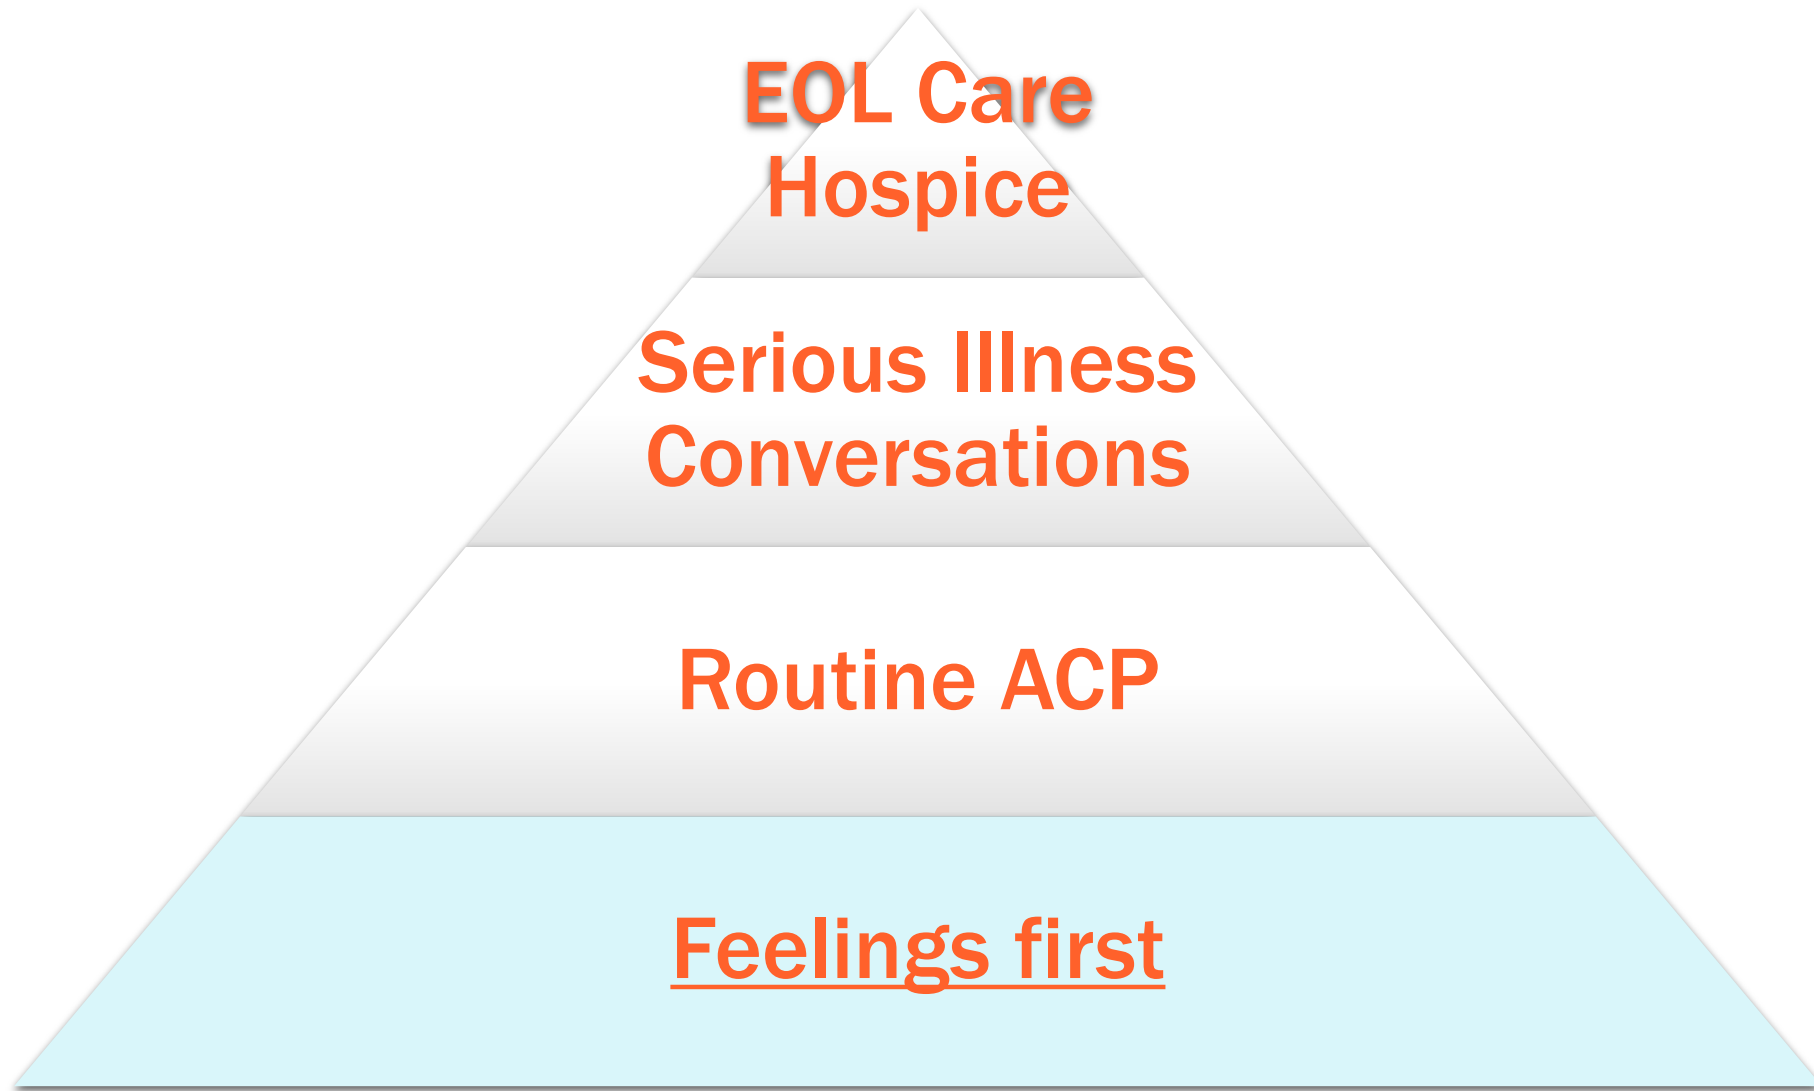 EOL Care
Hospice
Serious Illness
Conversations
Routine ACP
Feelings first